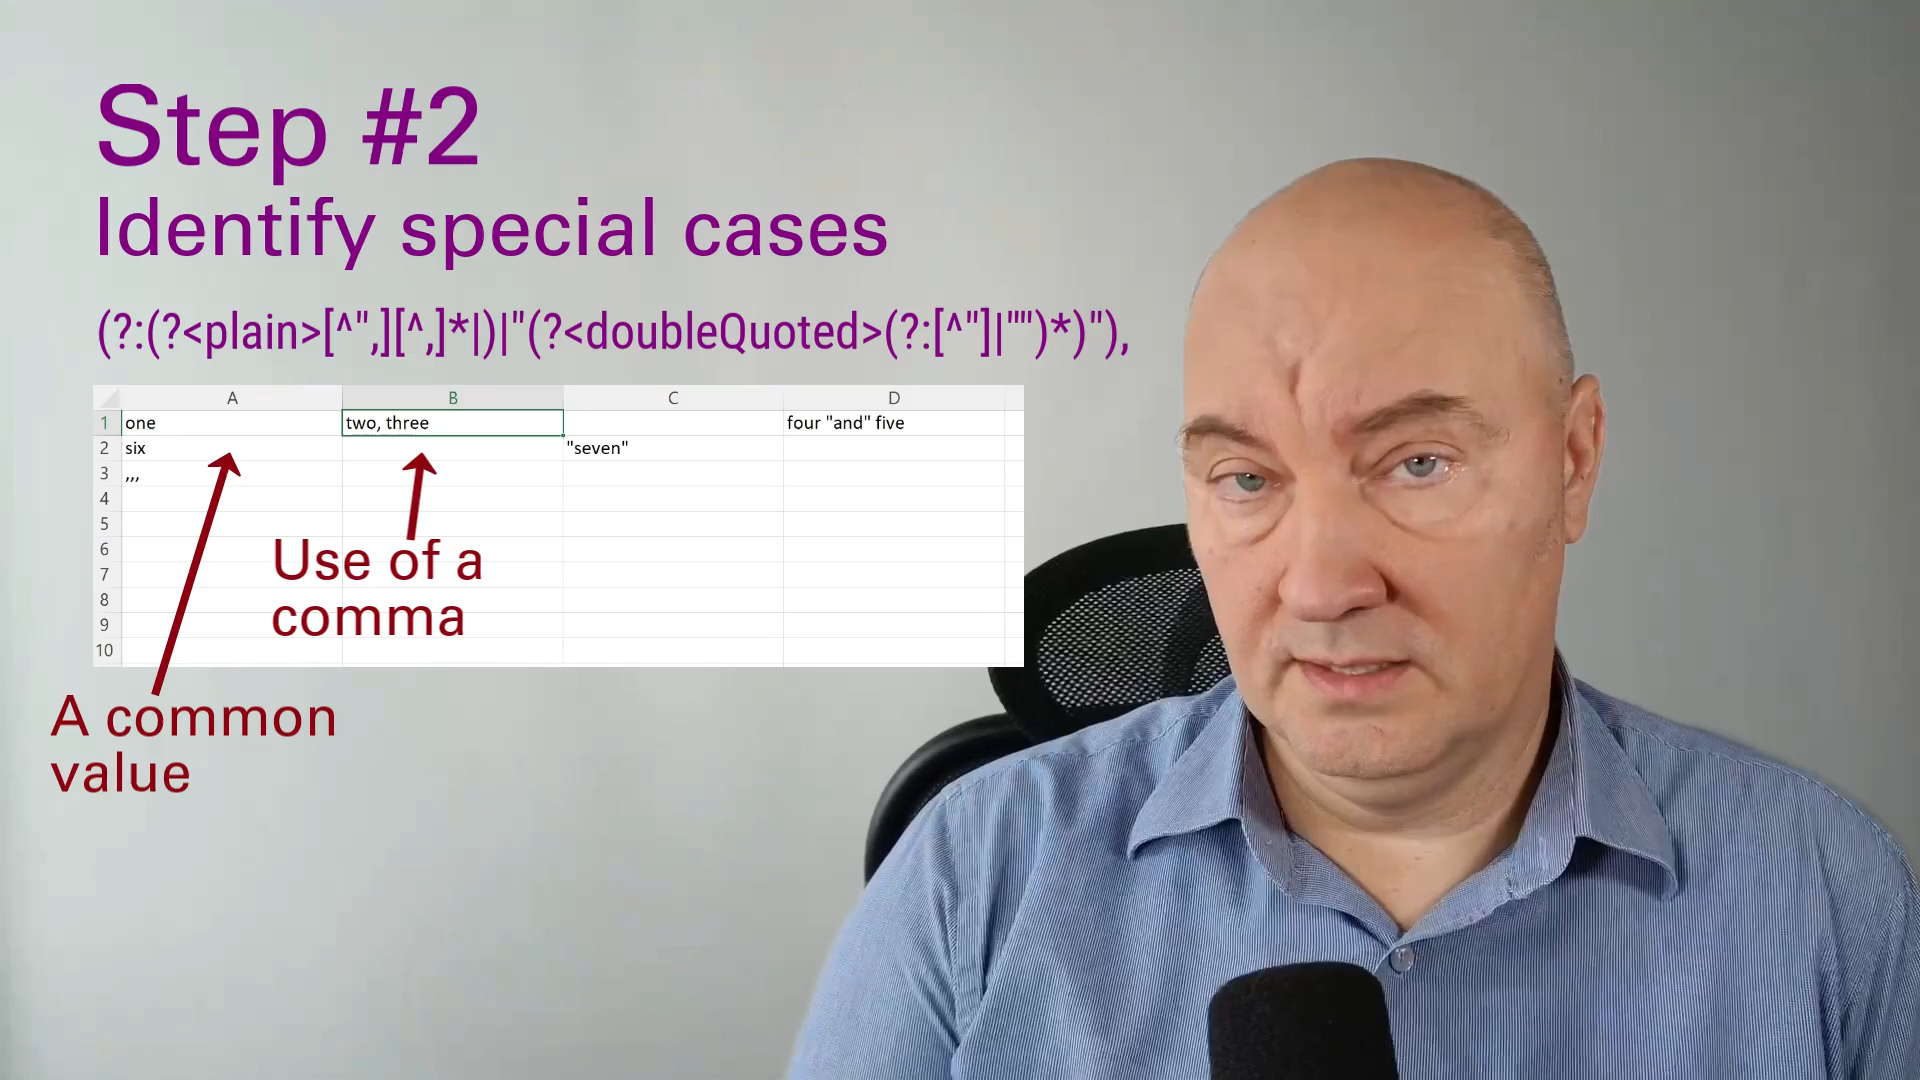 Step #2
Identify special cases
(?:(?<plain>[^",][^,]*|)|"(?<doubleQuoted>(?:[^"]|"")*)"),
A B C D
1 one two, three four "and" five
2 six "seven"
3 ,,,
4
5
6
7
8
9
10
Use of a
comma
A common
value